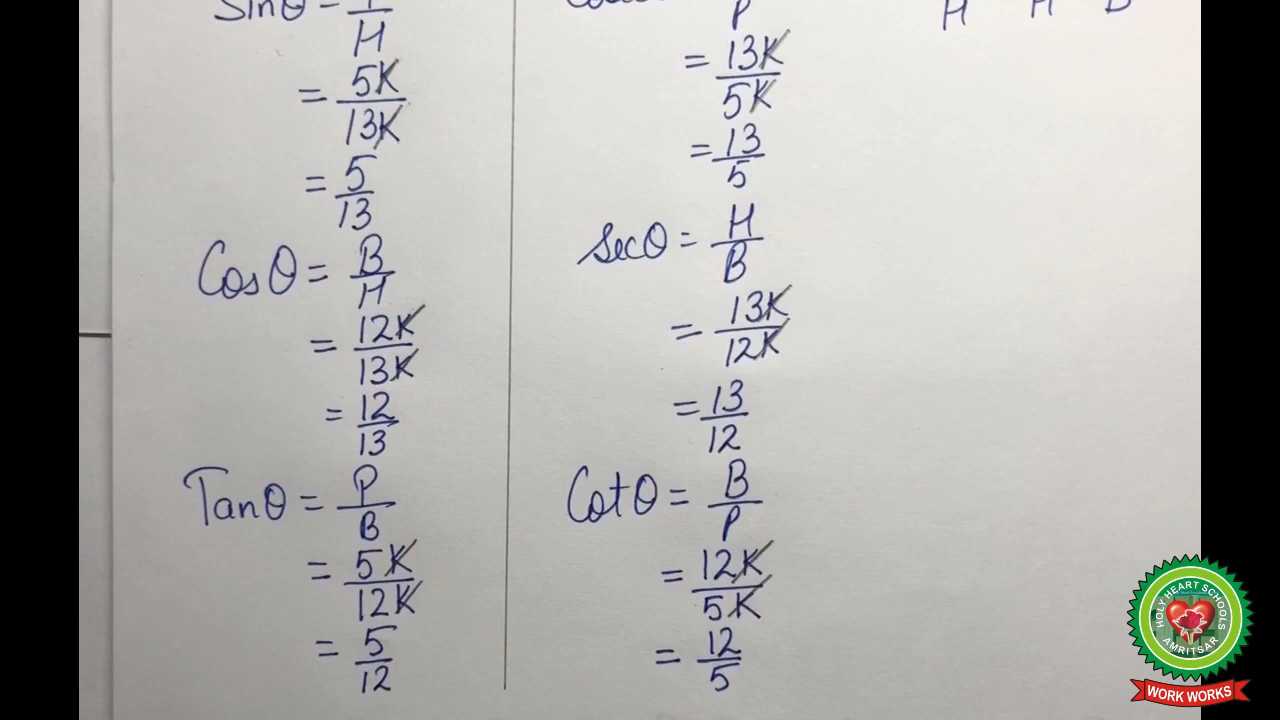 Sinθ = P/H
= 5K/13K
= 5/13
Cosθ = B/H
= 12K/13K
= 12/13
Tanθ = P/B
= 5K/12K
= 5/12
P
= 13K/5K
= 13/5
Secθ = H/B
= 13K/12K
= 13/12
Cotθ = B/P
= 12K/5K
= 12/5
H H B
HOLY HEART SCHOOLS
AMRITSAR
WORK WORKS